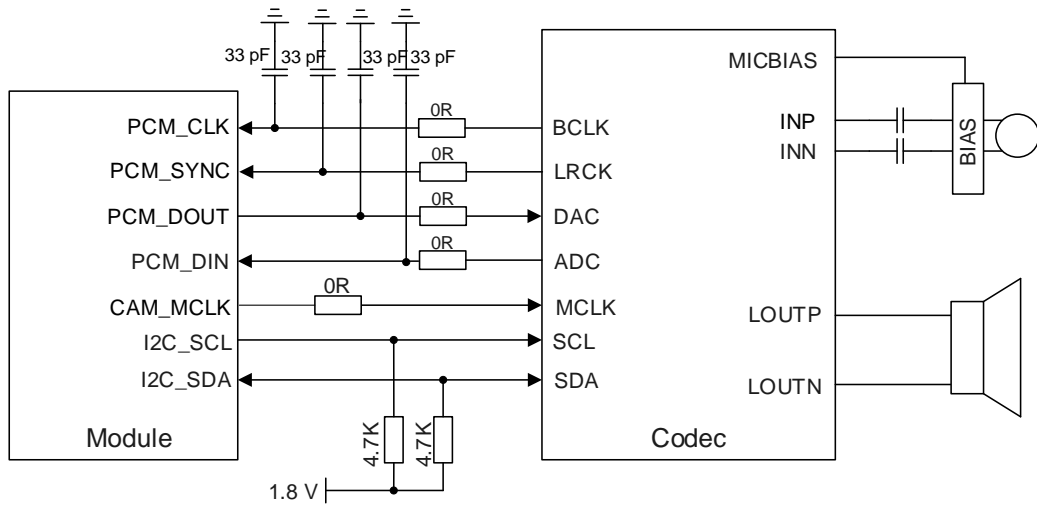 33 pF 33 pF 33 pF 33 pF
PCM_CLK 0R BCLK
PCM_SYNC 0R LRCK
PCM_DOUT 0R DAC
PCM_DIN 0R ADC
CAM_MCLK 0R MCLK
I2C_SCL SCL
I2C_SDA SDA
Module
4.7K
4.7K
1.8 V
Codec
MICBIAS
INP
INN
BIAS
LOUTP
LOUTN